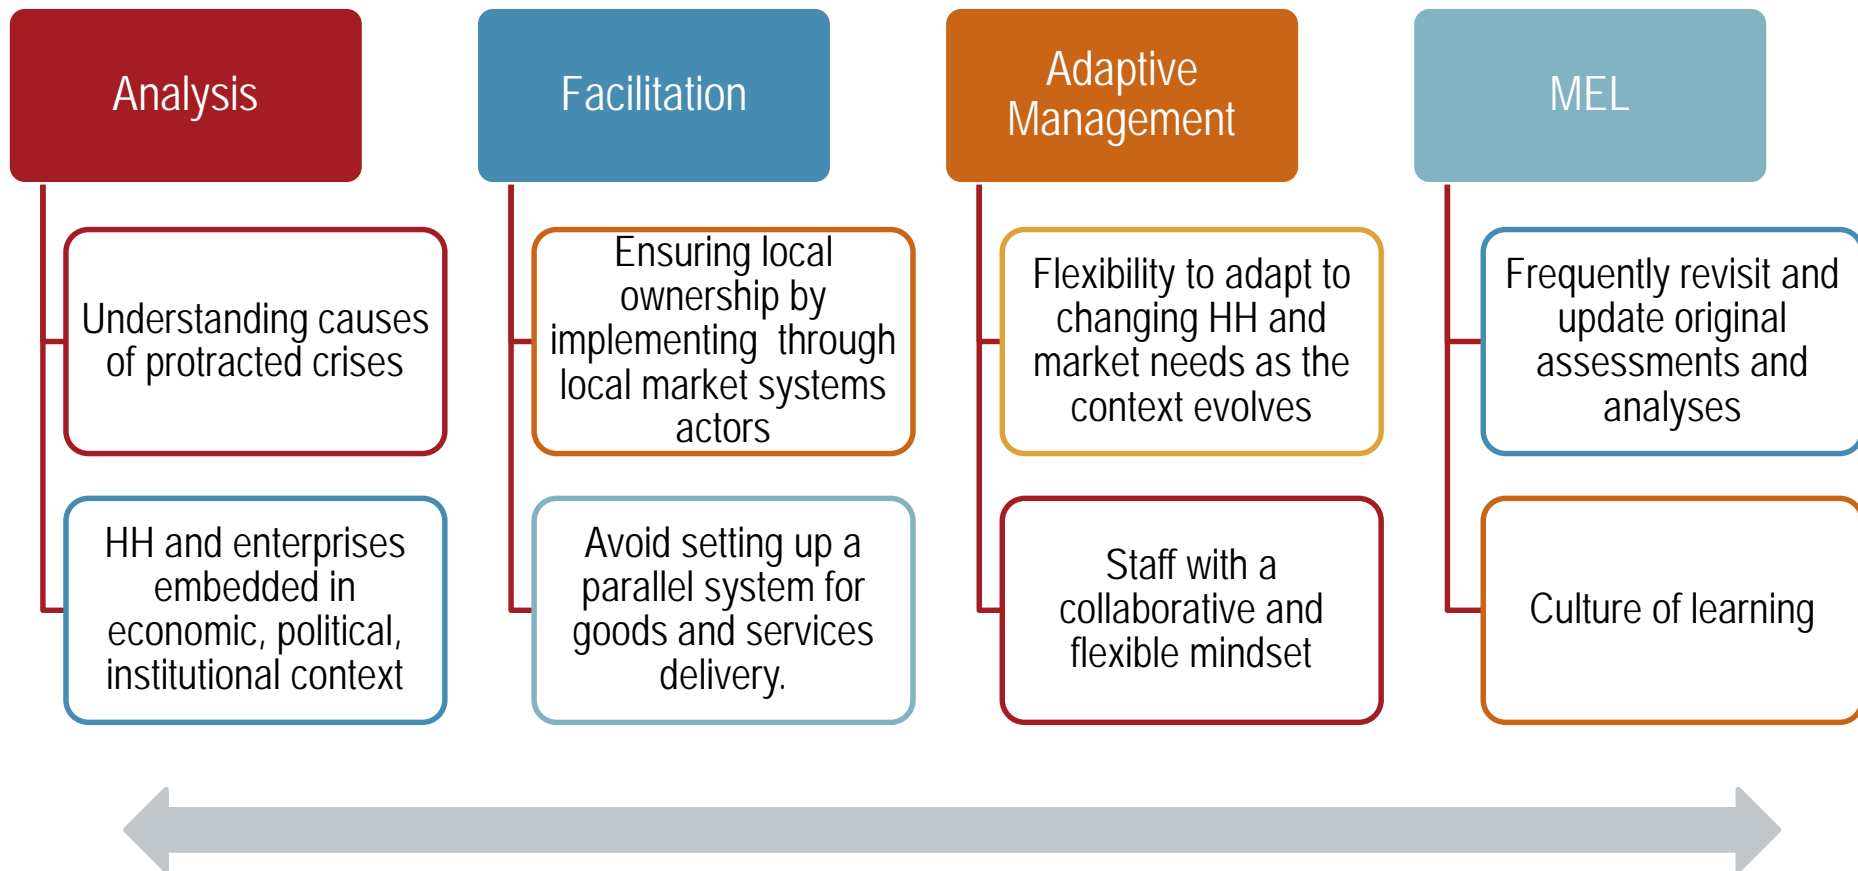 Analysis
Understanding causes
of protracted crises
HH and enterprises
embedded in
economic, political,
institutional context
Facilitation
Ensuring local
ownership by
implementing  through
local market systems
actors
Avoid setting up a
parallel system for
goods and services
delivery.
Adaptive
Management
Flexibility to adapt to
changing HH and
market needs as the
context evolves
Staff with a
collaborative and
flexible mindset
MEL
Frequently revisit and
update original
assessments and
analyses
Culture of learning